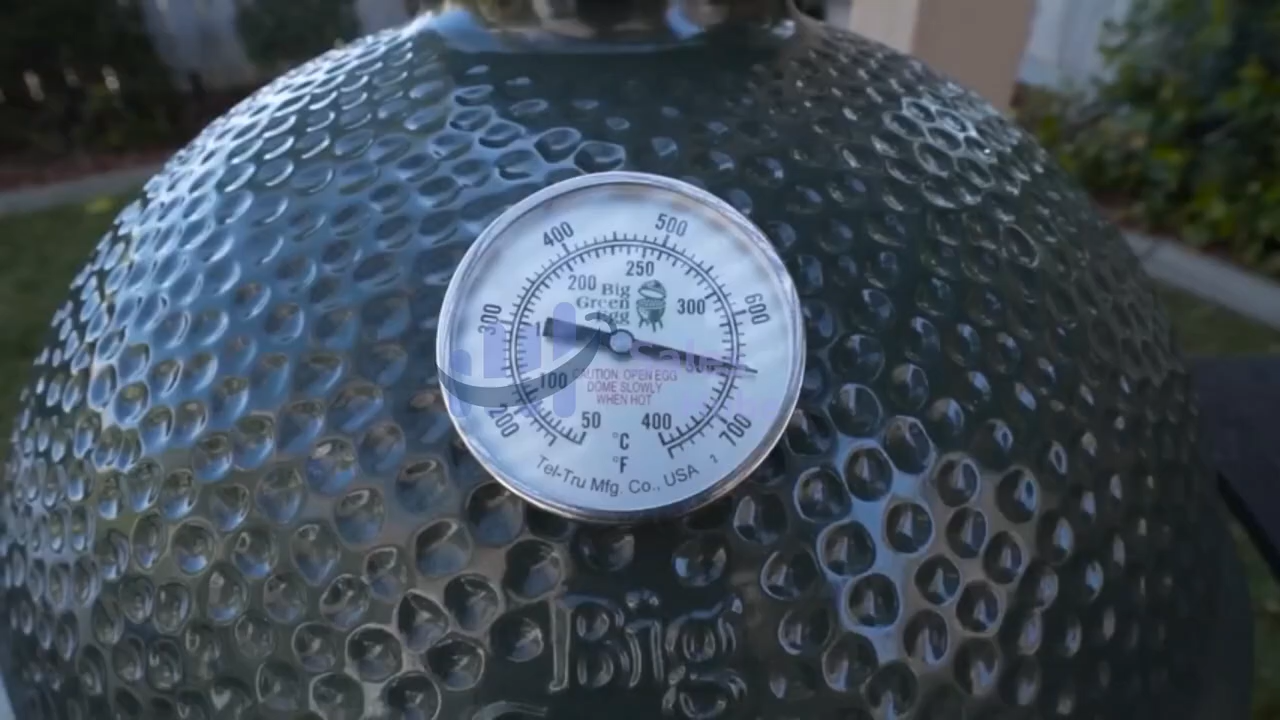 400
500
250
200
Big
Green
Egg
300
600
300
100
CAUTION, OPEN EGG
DOME SLOWLY
WHEN HOT
200
50
400
700
°C
°F
Tel-Tru Mfg. Co., USA
Big